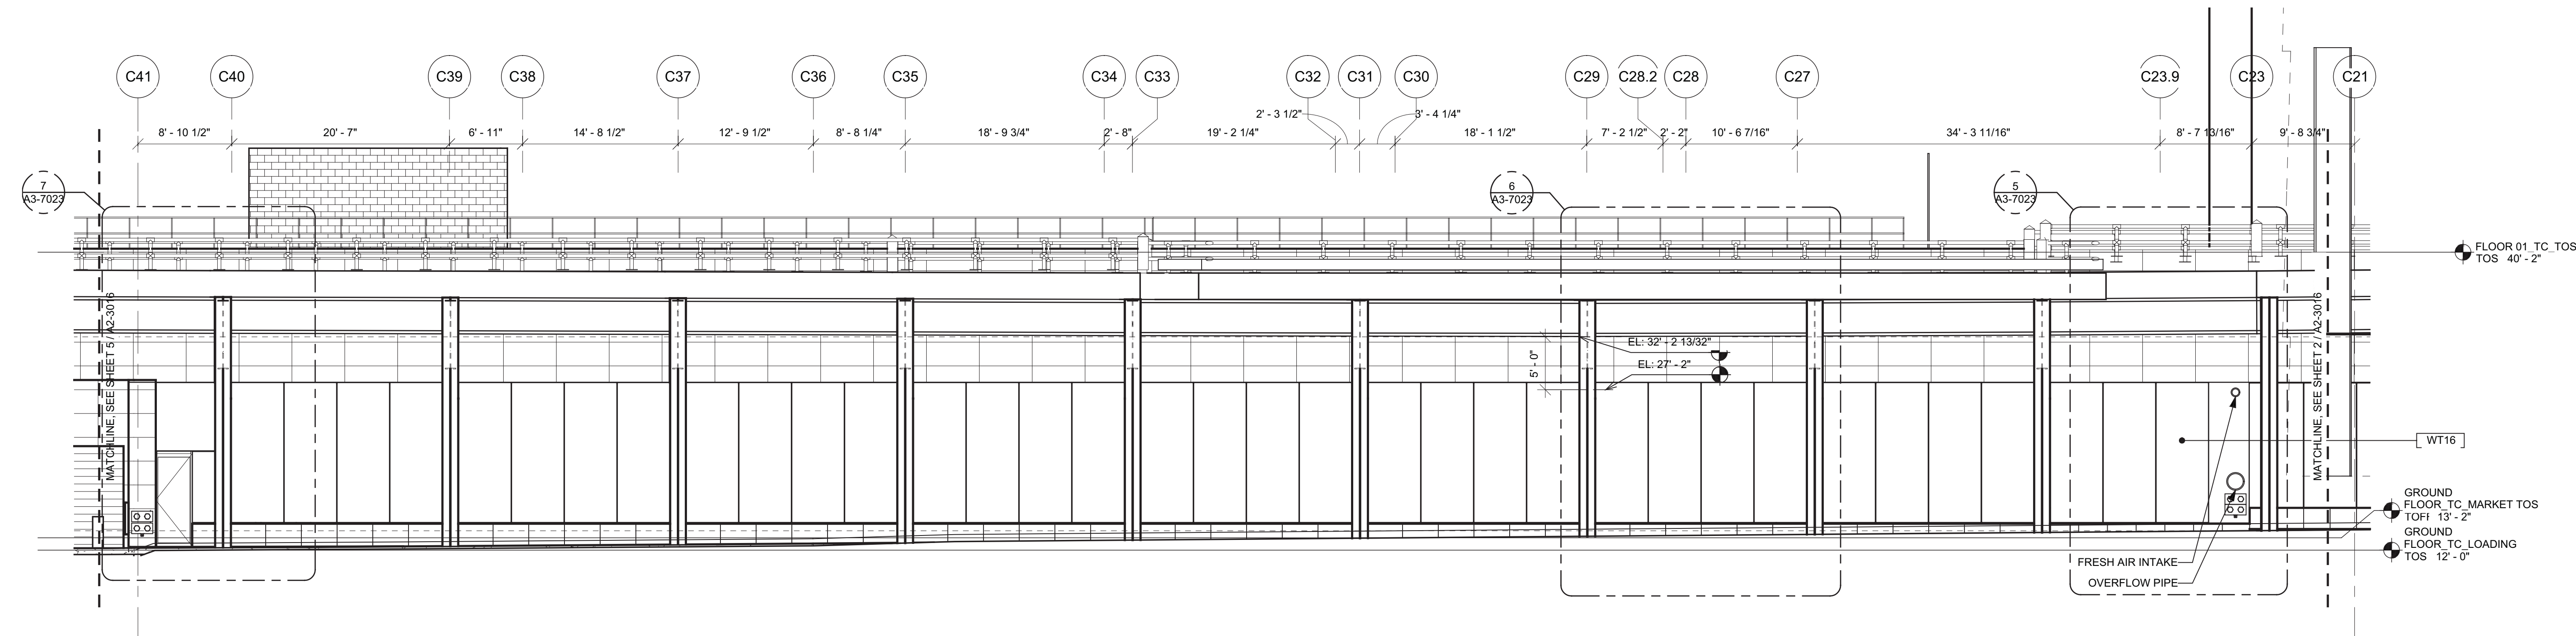 C41
C40
C39
C38
C37
C36
C35
C34
C33
C32
C31
C30
C29
C28.2
C28
C27
C23.9
C23
C21
2' - 3 1/2"
3' - 4 1/4"
8' - 10 1/2"
20' - 7"
6' - 11"
14' - 8 1/2"
12' - 9 1/2"
8' - 8 1/4"
18' - 9 3/4"
2' - 8"
19' - 2 1/4"
18' - 1 1/2"
7' - 2 1/2"
2' - 2"
10' - 6 7/16"
34' - 3 11/16"
8' - 7 13/16"
9' - 8 3/4"
7
A3-7023
6
A3-7023
5
A3-7023
FLOOR 01_TC_TOS
TOS 40' - 2"
MATCHLINE, SEE SHEET 5 / A2-3016
MATCHLINE, SEE SHEET 2 / A2-3016
EL: 32' - 2 13/32"
EL: 27' - 2"
5' - 0"
WT16
GROUND
FLOOR_TC_MARKET TOS
TOFF 13' - 2"
GROUND
FLOOR_TC_LOADING
TOS 12' - 0"
FRESH AIR INTAKE
OVERFLOW PIPE